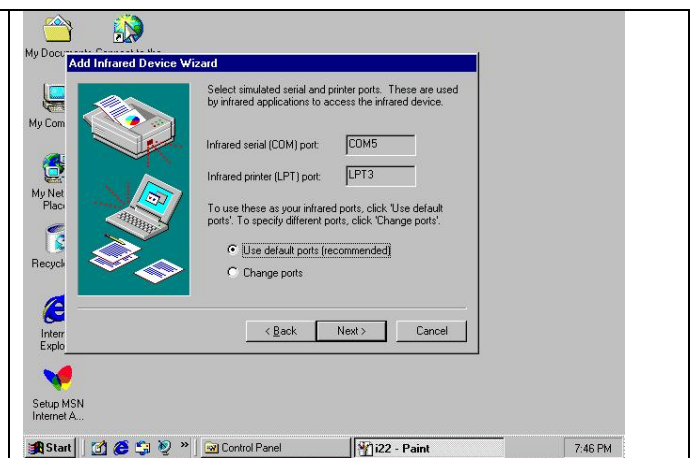 My Docum
Add Infrared Device Wizard
Select simulated serial and printer ports. These are used
by infrared applications to access the infrared device.
My Com
Infrared serial (COM) port:
COM5
Infrared printer (LPT) port:
LPT3
My Net
Plac
To use these as your infrared ports, click 'Use default
ports'. To specify different ports, click 'Change ports'.
Use default ports (recommended)
Recycl
Change ports
Intern
Explo
< Back
Next >
Cancel
Setup MSN
Internet A...
Start
»
Control Panel
i22 - Paint
7:46 PM